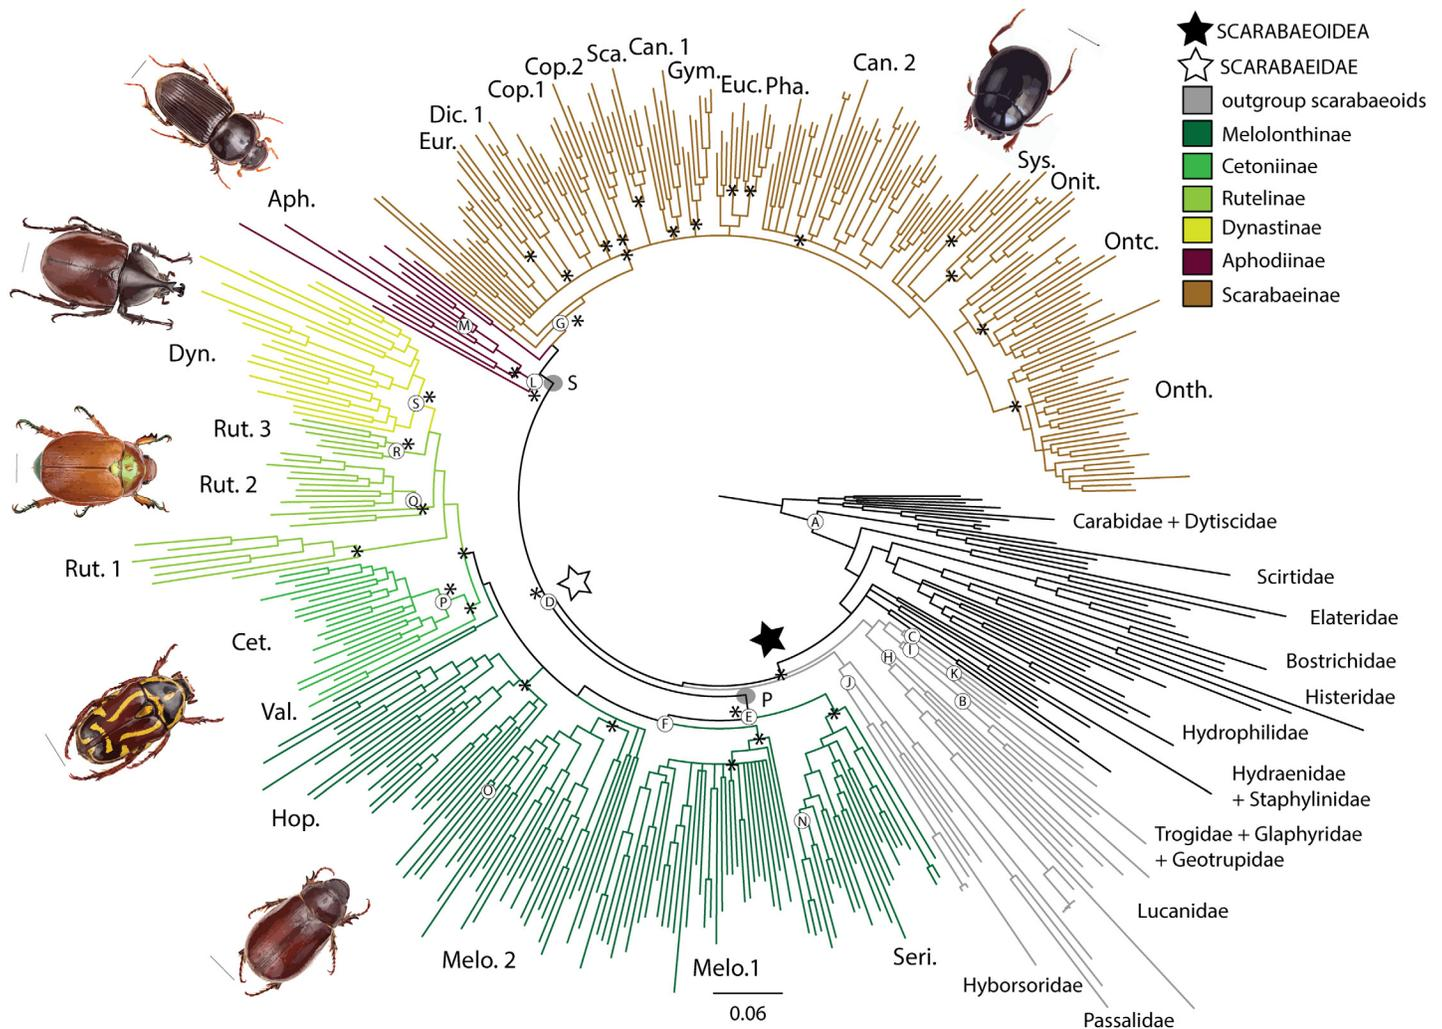 SCARABAEOIDEA
SCARABAEIDAE
outgroup scarabaeoids
Melolonthinae
Cetoniinae
Rutelinae
Dynastinae
Aphodiinae
Scarabaeinae
Aph.
Eur.
Dic. 1
Cop.1
Cop.2
Sca.
Can. 1
Gym.
Euc.
Pha.
Can. 2
Sys.
Onit.
Ontc.
Onth.
Carabidae + Dytiscidae
Scirtidae
Elateridae
Bostrichidae
Histeridae
Hydrophilidae
Hydraenidae
+ Staphylinidae
Trogidae + Glaphyridae
+ Geotrupidae
Lucanidae
Passalidae
Hyborsoridae
Seri.
Melo.1
0.06
Melo. 2
Hop.
Val.
Cet.
Rut. 1
Rut. 2
Rut. 3
Dyn.
M
G
L
S
S
R
Q
P
D
A
C
I
H
K
B
J
P
E
F
O
N